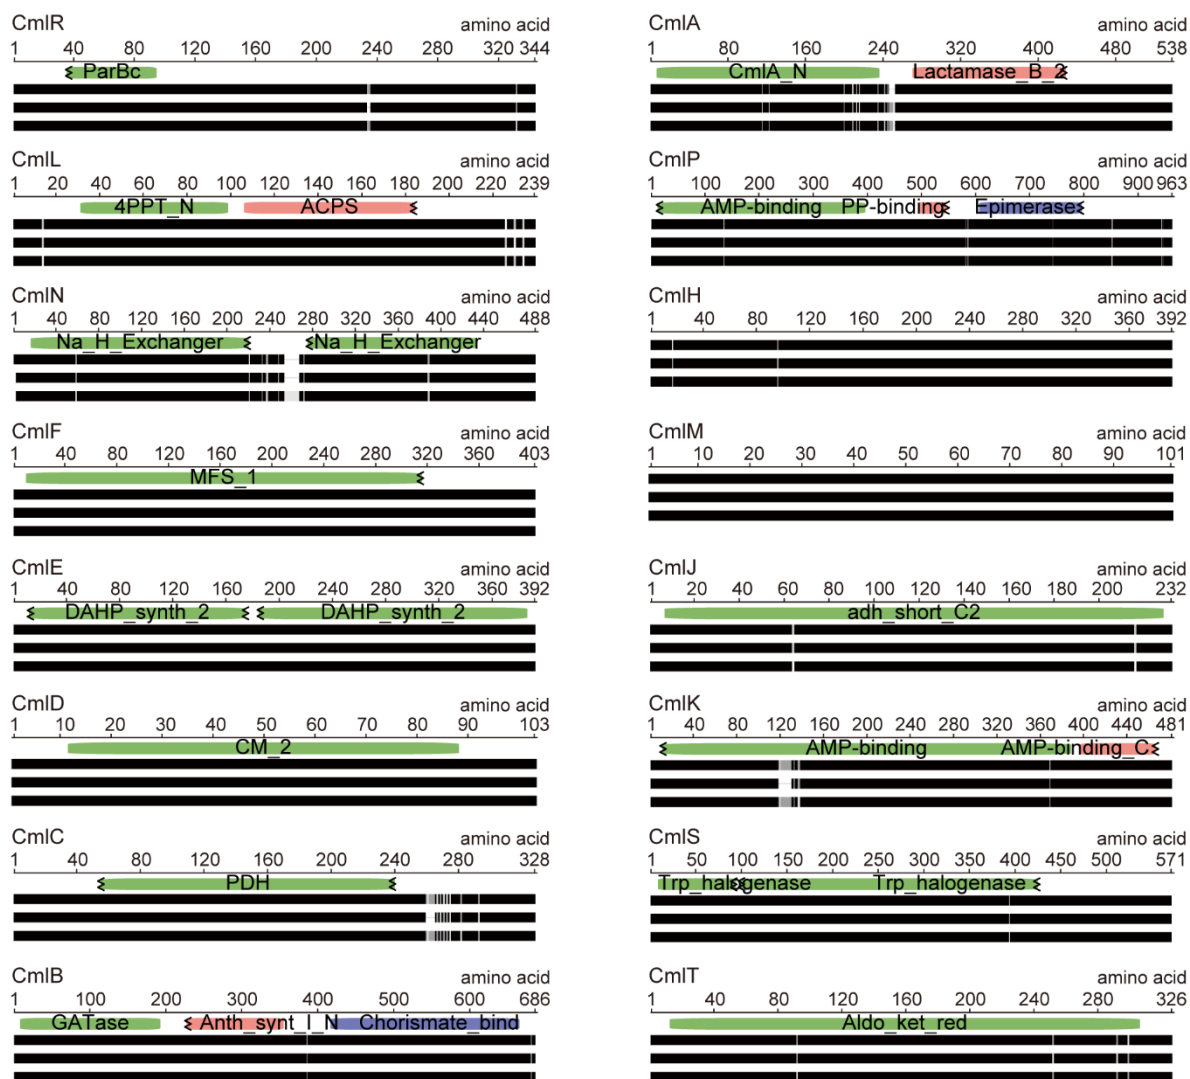 CmlR amino acid
1 40 80 120 160 200 240 280 320 344
ParBc
CmlL amino acid
1 20 40 60 80 100 120 140 160 180 200 220 239
4PPT_N ACPS
CmlN amino acid
1 40 80 120 160 200 240 280 320 360 400 440 488
Na_H_Exchanger Na_H_Exchanger
CmlF amino acid
1 40 80 120 160 200 240 280 320 360 403
MFS_1
CmlE amino acid
1 40 80 120 160 200 240 280 320 360 392
DAHP_synth_2 DAHP_synth_2
CmlD amino acid
1 10 20 30 40 50 60 70 80 90 103
CM_2
CmlC amino acid
1 40 80 120 160 200 240 280 328
PDH
CmlB amino acid
1 100 200 300 400 500 600 686
GATase Anth_synt_I_N Chorismate_bind
CmlA amino acid
1 80 160 240 320 400 480 538
CmlA_N Lactamase_B_2
CmlP amino acid
1 100 200 300 400 500 600 700 800 900 963
AMP-binding PP-binding Epimerase
CmlH amino acid
1 40 80 120 160 200 240 280 320 360 392
CmlM amino acid
1 10 20 30 40 50 60 70 80 90 101
CmlJ amino acid
1 20 40 60 80 100 120 140 160 180 200 232
adh_short_C2
CmlK amino acid
1 40 80 120 160 200 240 280 320 360 400 440 481
AMP-binding AMP-binding_C
CmlS amino acid
1 50 100 150 200 250 300 350 400 450 500 571
Trp_halogenase Trp_halogenase
CmlT amino acid
1 40 80 120 160 200 240 280 326
Aldo_ket_red